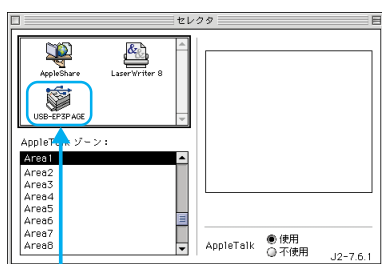 セレクタ
AppleShare
LaserWriter 8
USB-EP3PAGE
AppleTalk ゾーン：
Area1
Area2
Area3
Area4
Area5
Area6
Area7
Area8
AppleTalk
使用
不使用
J2-7.6.1